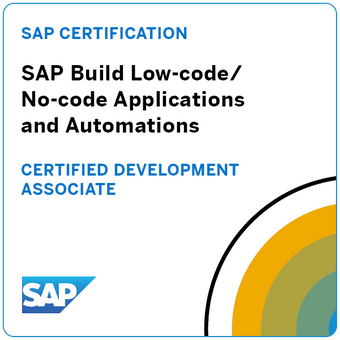 SAP CERTIFICATION
SAP Build Low-code/
No-code Applications
and Automations
CERTIFIED DEVELOPMENT
ASSOCIATE
SAP